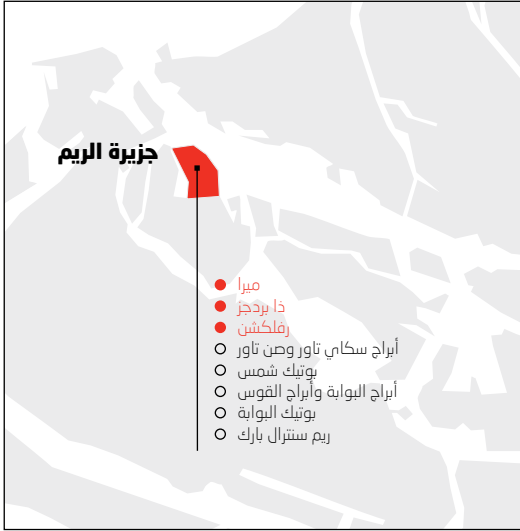 جزيرة الريم
ميرا
ذا بردجز
رفلكشن
أبراج سكاي تاور وصن تاور
بوتيك شمس
أبراج البوابة وأبراج القوس
بوتيك البوابة
ريم سنترال بارك